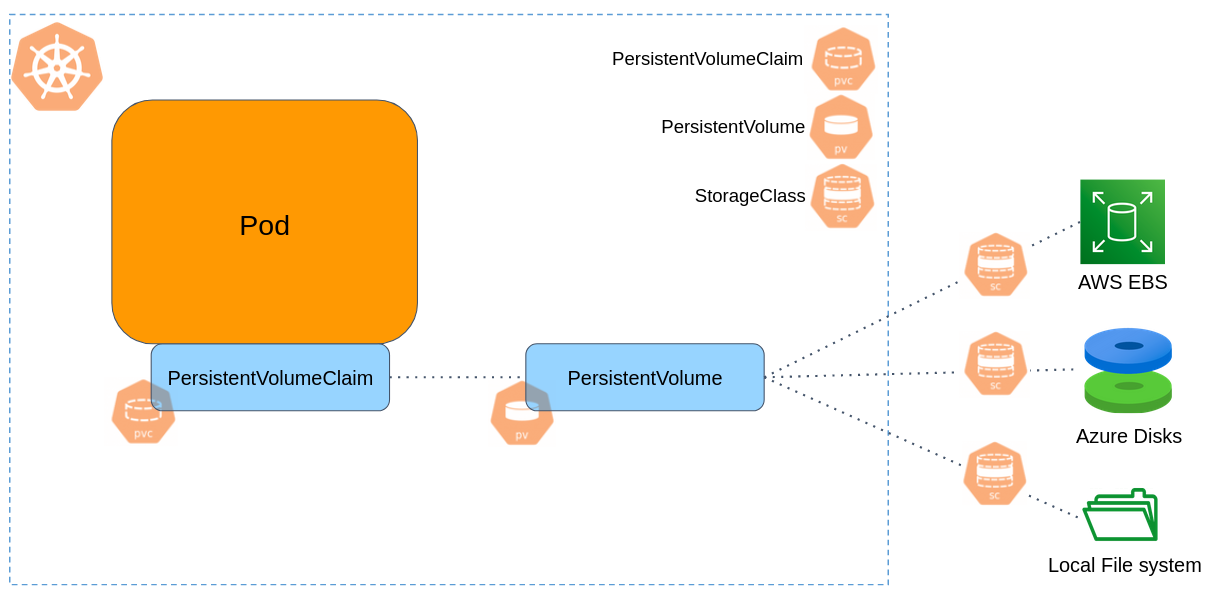 PersistentVolumeClaim
pvc
PersistentVolume
pv
StorageClass
sc
Pod
PersistentVolumeClaim
pvc
PersistentVolume
pv
sc
AWS EBS
sc
Azure Disks
sc
Local File system